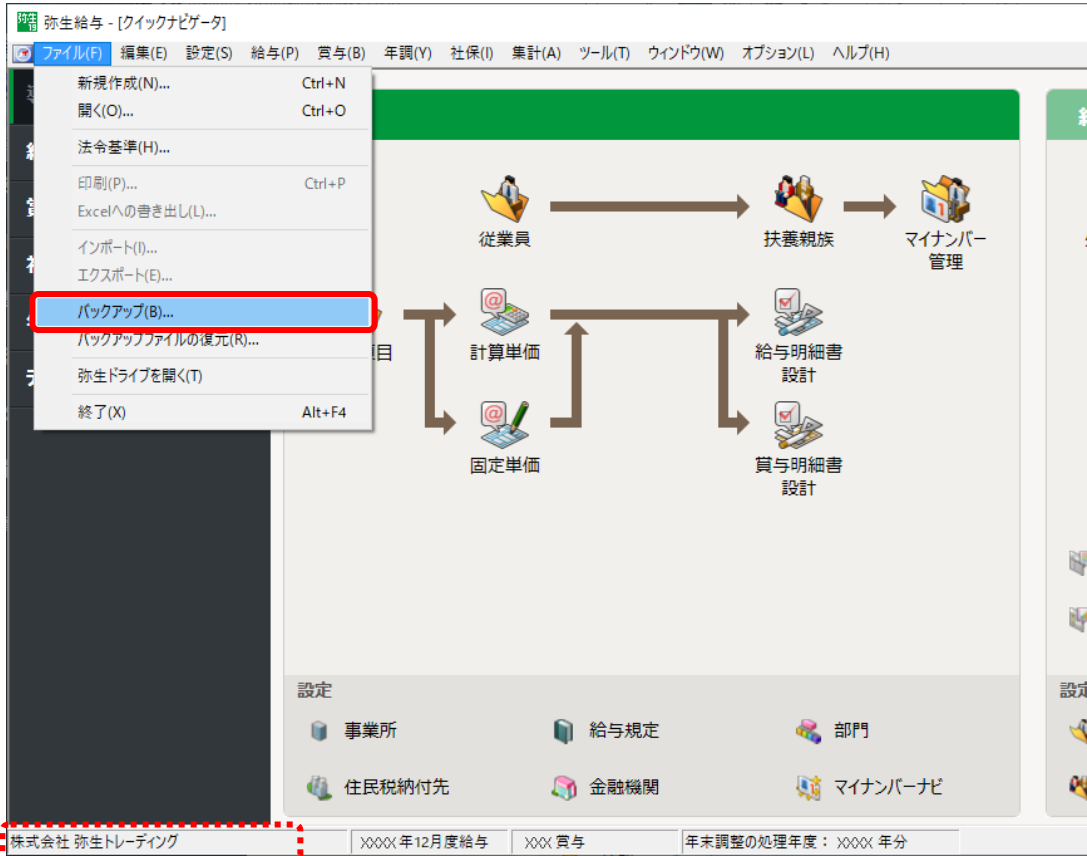 弥生給与 - [クイックナビゲータ]
ファイル(F) 編集(E) 設定(S) 給与(P) 賞与(B) 年調(Y) 社保(I) 集計(A) ツール(T) ウィンドウ(W) オプション(L) ヘルプ(H)
新規作成(N)... Ctrl+N
開く(O)... Ctrl+O
法令基準(H)...
印刷(P)... Ctrl+P
Excelへの書き出し(L)...
インポート(I)...
エクスポート(E)...
バックアップ(B)...
バックアップファイルの復元(R)...
弥生ドライブを開く(T)
終了(X) Alt+F4
従業員
扶養親族
マイナンバー
管理
目
計算単価
給与明細書
設計
固定単価
賞与明細書
設計
設定
事業所
給与規定
部門
住民税納付先
金融機関
マイナンバーナビ
株式会社 弥生トレーディング
XXXX 年12月度給与
XXX 賞与
年末調整の処理年度： XXXX 年分